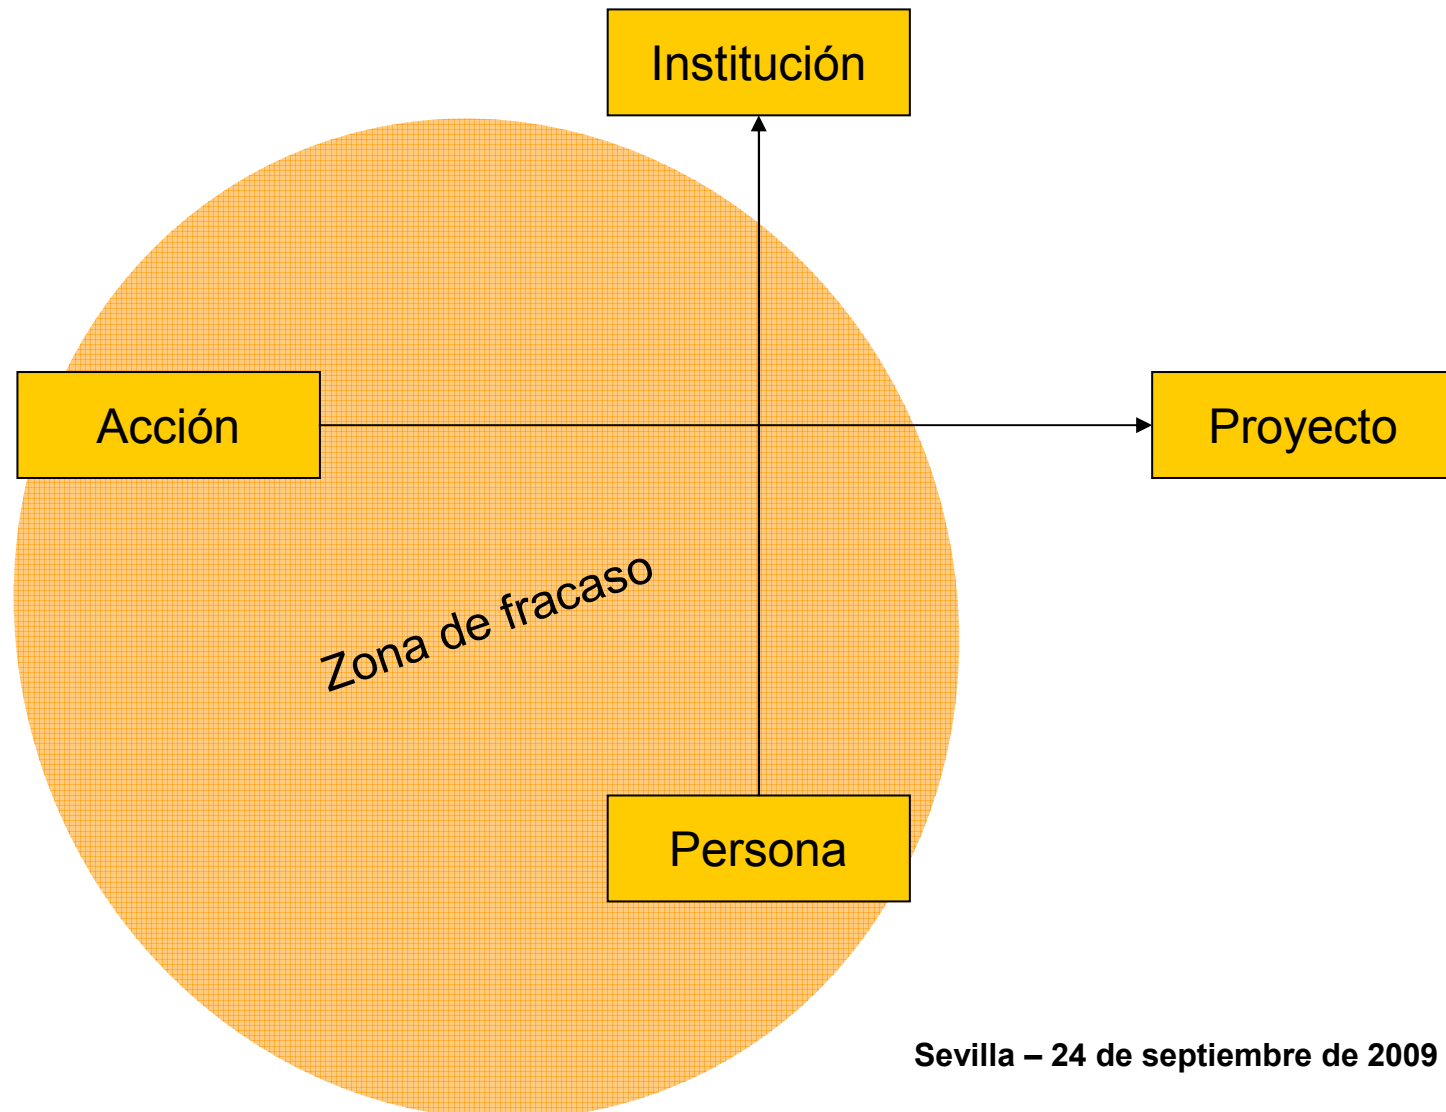 Institución
Acción
Proyecto
Zona de fracaso
Persona
Sevilla – 24 de septiembre de 2009